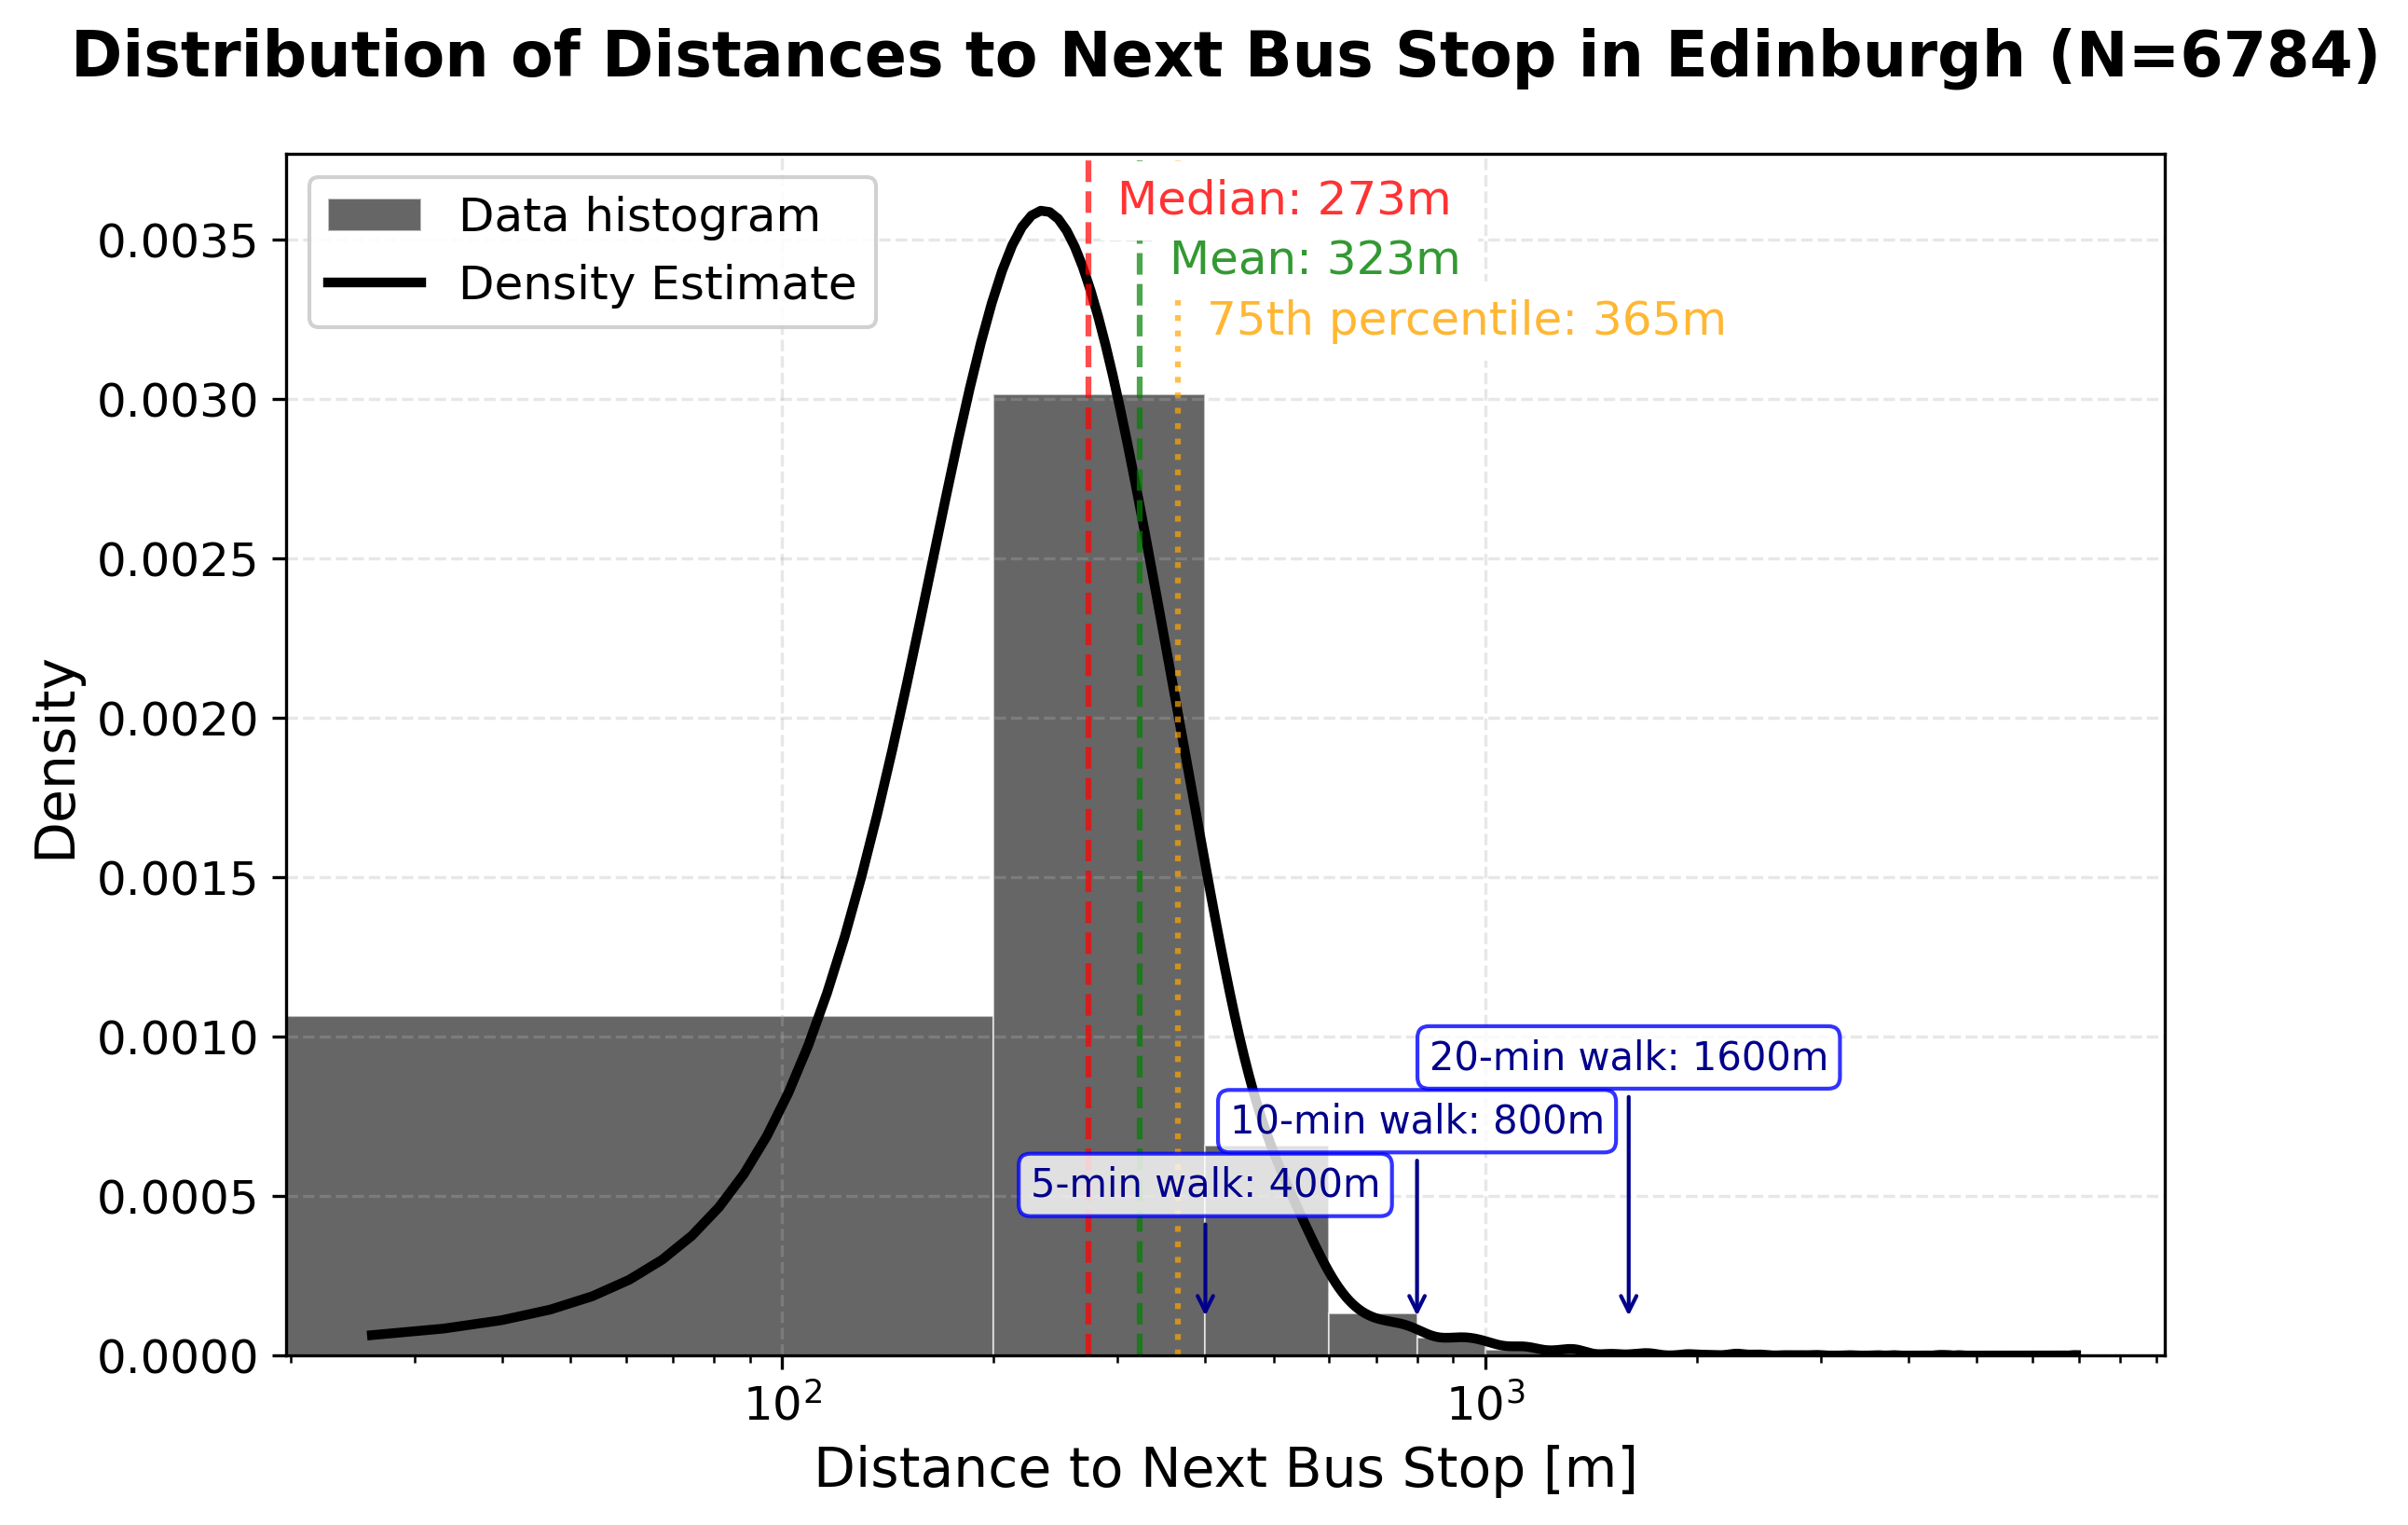 Distribution of Distances to Next Bus Stop in Edinburgh (N=6784)
Data histogram
Density Estimate
Median: 273m
Mean: 323m
75th percentile: 365m
0.0035
0.0030
0.0025
0.0020
0.0015
0.0010
0.0005
0.0000
Density
20-min walk: 1600m
10-min walk: 800m
5-min walk: 400m
10² 10³
Distance to Next Bus Stop [m]